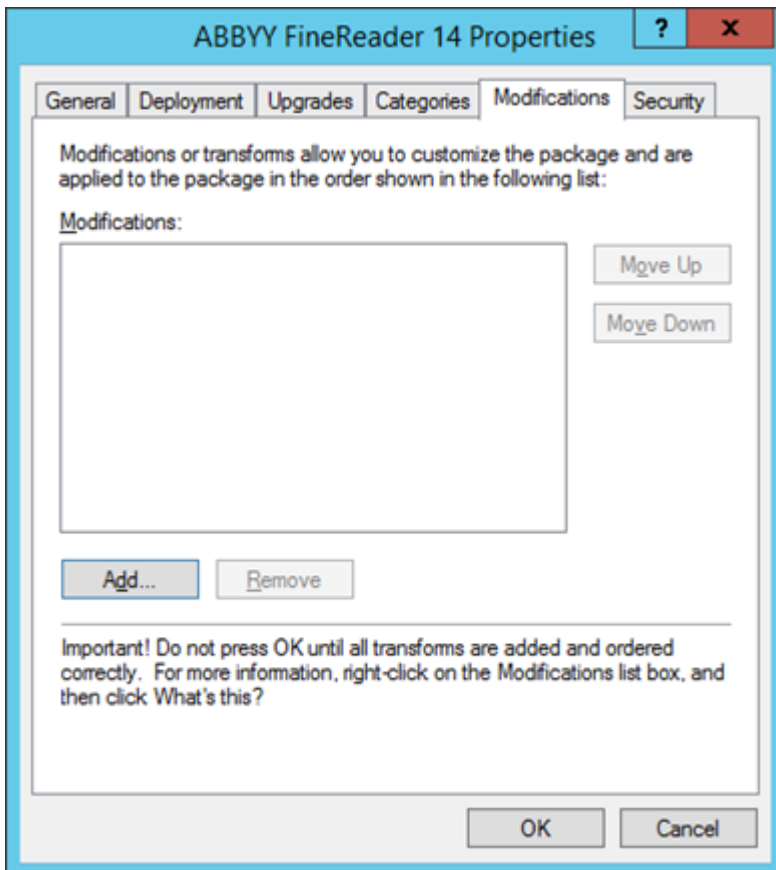 ABBYY FineReader 14 Properties
?
x
General
Deployment
Upgrades
Categories
Modifications
Security
Modifications or transforms allow you to customize the package and are
applied to the package in the order shown in the following list:
Modifications:
Move Up
Move Down
Add...
Remove
Important! Do not press OK until all transforms are added and ordered
correctly. For more information, right-click on the Modifications list box, and
then click What's this?
OK
Cancel